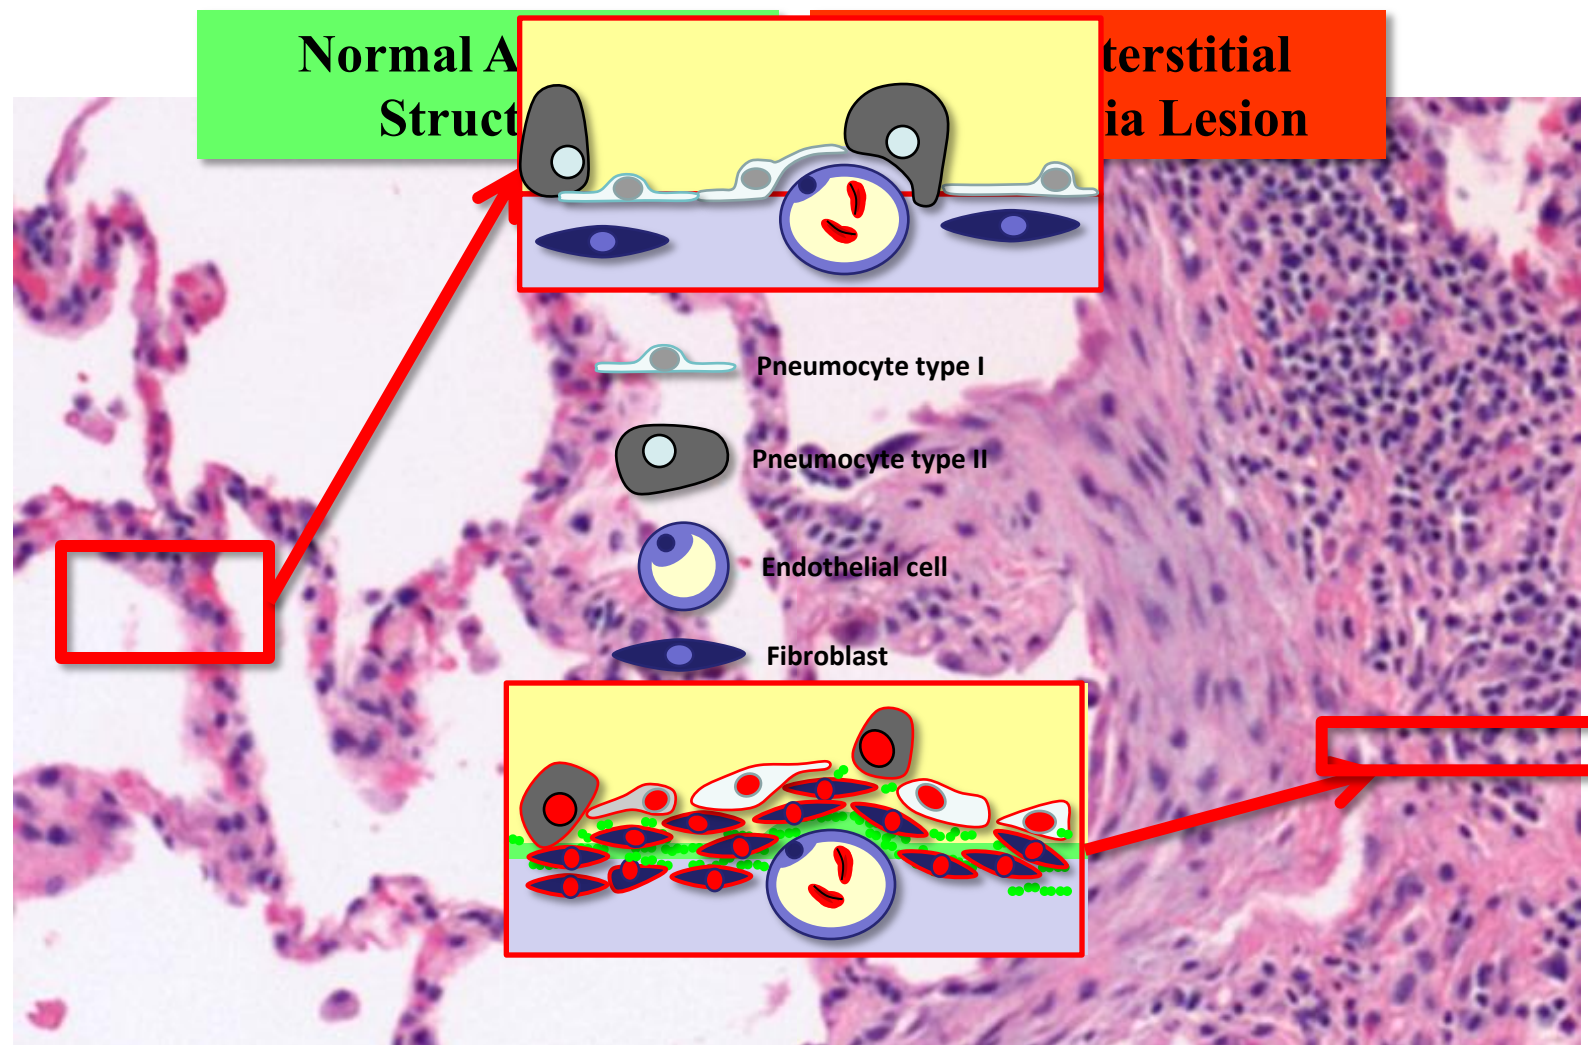 Normal A
Struct
terstitial
ia Lesion
Pneumocyte type I
Pneumocyte type II
Endothelial cell
Fibroblast